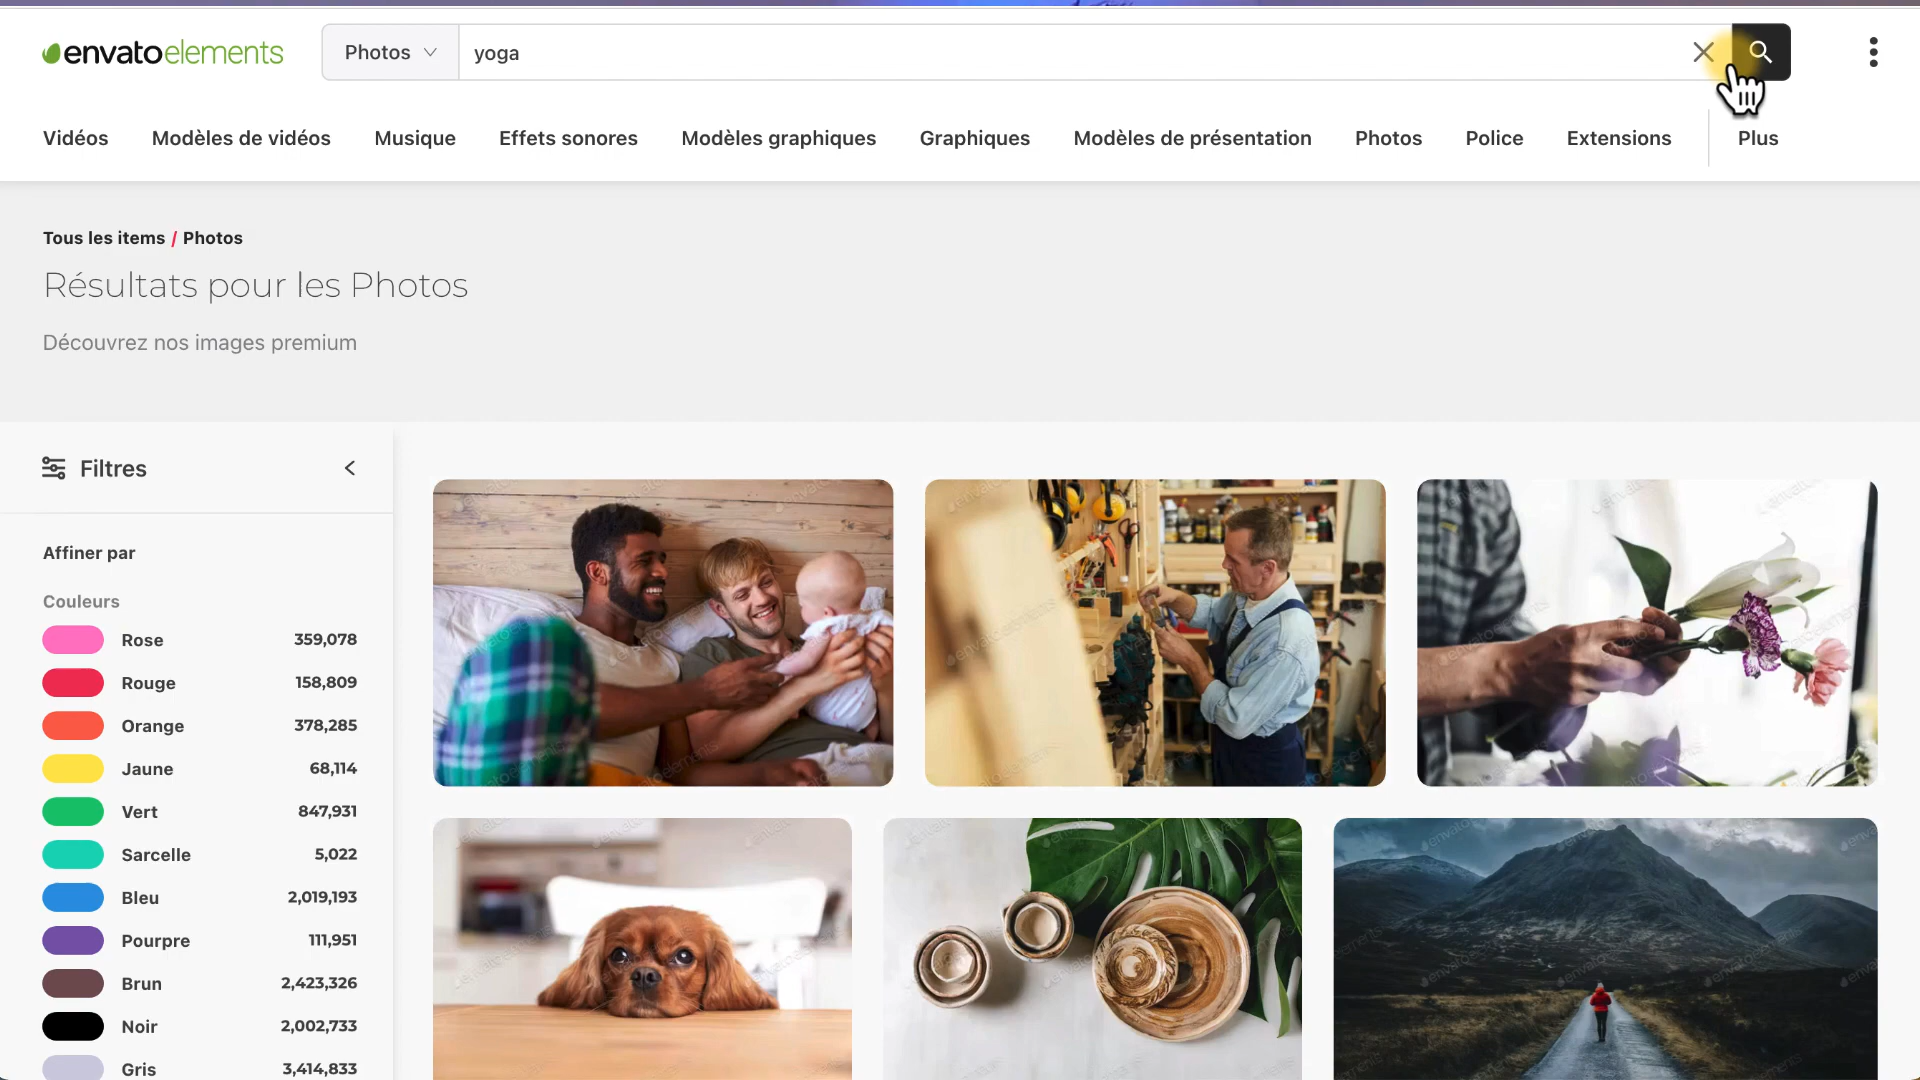 envatoelements
Photos
yoga
Vidéos
Modèles de vidéos
Musique
Effets sonores
Modèles graphiques
Graphiques
Modèles de présentation
Photos
Police
Extensions
Plus
Tous les items / Photos
Résultats pour les Photos
Découvrez nos images premium
Filtres
Affiner par
Couleurs
Rose 359,078
Rouge 158,809
Orange 378,285
Jaune 68,114
Vert 847,931
Sarcelle 5,022
Bleu 2,019,193
Pourpre 111,951
Brun 2,423,326
Noir 2,002,733
Gris 3,414,833